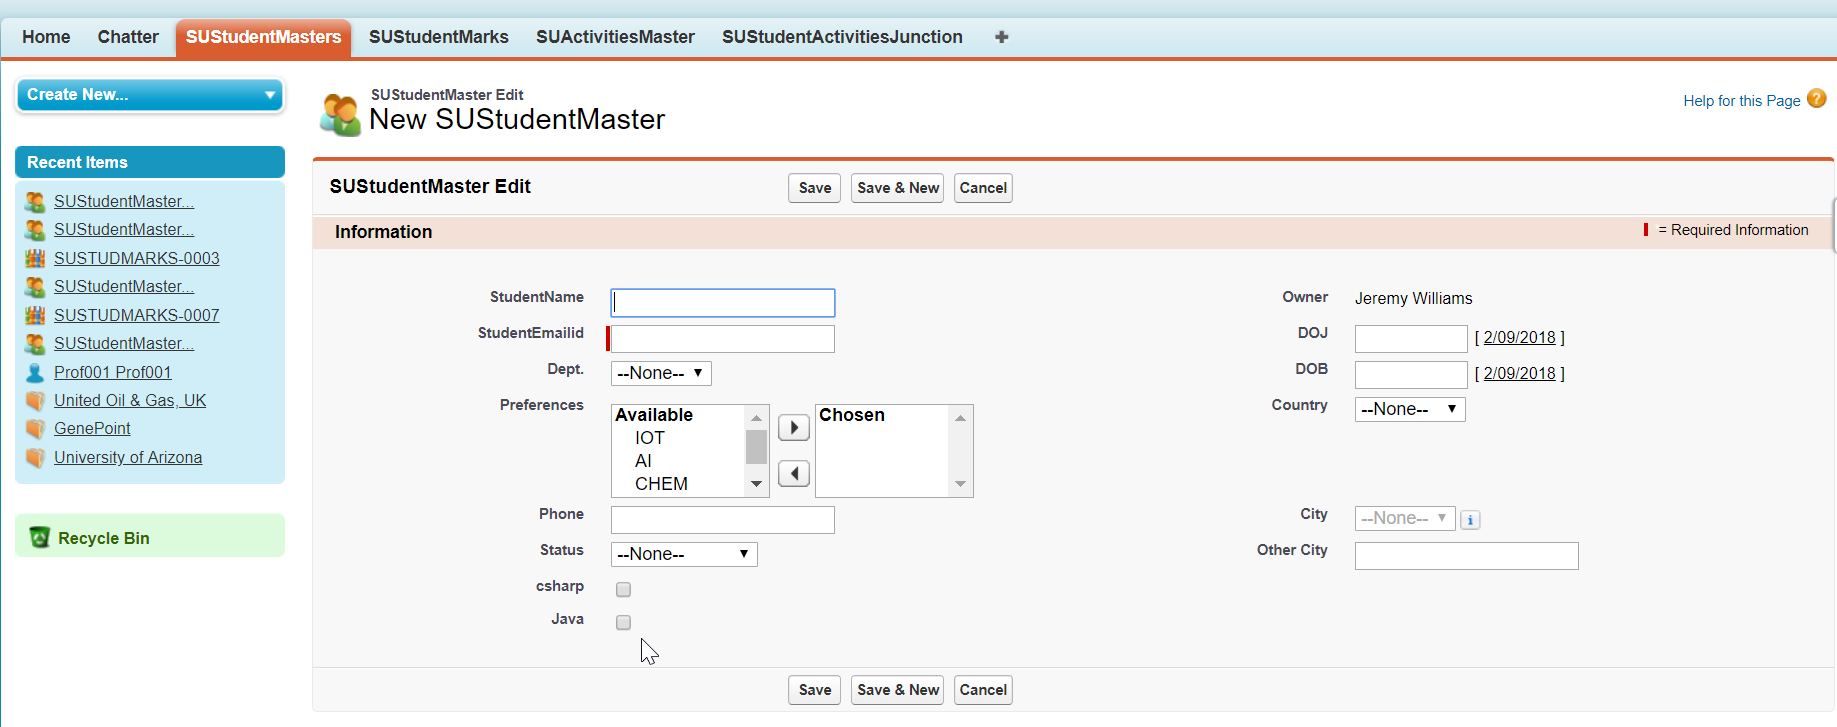 Home Chatter SUStudentMasters SUStudentMarks SUActivitiesMaster SUStudentActivitiesJunction
Create New...
Recent Items
SUStudentMaster...
SUStudentMaster...
SUSTUDMARKS-0003
SUStudentMaster...
SUSTUDMARKS-0007
SUStudentMaster...
Prof001 Prof001
United Oil & Gas, UK
GenePoint
University of Arizona
Recycle Bin
SUStudentMaster Edit
New SUStudentMaster
Help for this Page ?
SUStudentMaster Edit Save Save & New Cancel
Information = Required Information
StudentName Owner Jeremy Williams
StudentEmailid DOJ [ 2/09/2018 ]
Dept. --None-- DOB [ 2/09/2018 ]
Preferences Available Chosen Country --None--
IOT
AI
CHEM
Phone City --None-- i
Status --None-- Other City
csharp
Java
Save Save & New Cancel